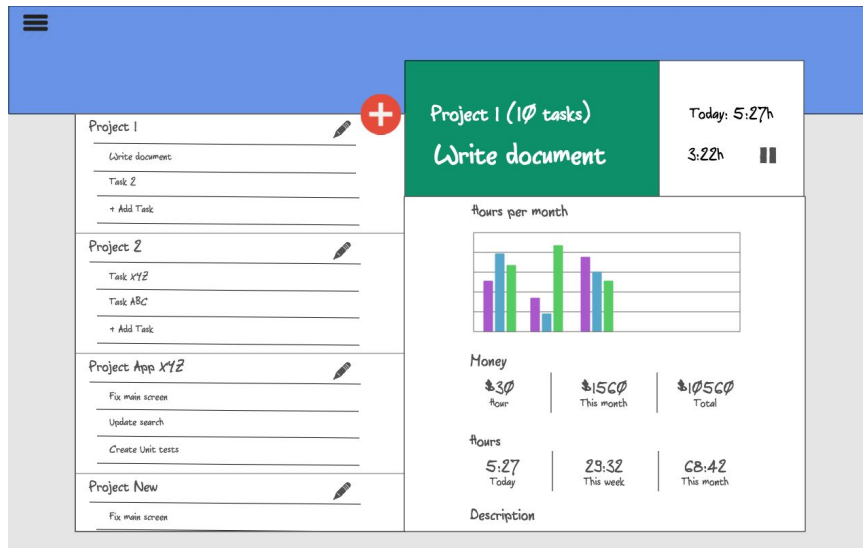 Project 1
Write document
Task 2
+ Add Task
Project 2
Task XYZ
Task ABC
+ Add Task
Project App XYZ
Fix main screen
Update search
Create Unit tests
Project New
Fix main screen
Project 1 (10 tasks)
Write document
Today: 5:27h
3:22h
Hours per month
Money
$30
Hour
$1560
This month
$10560
Total
Hours
5:27
Today
29:32
This week
68:42
This month
Description